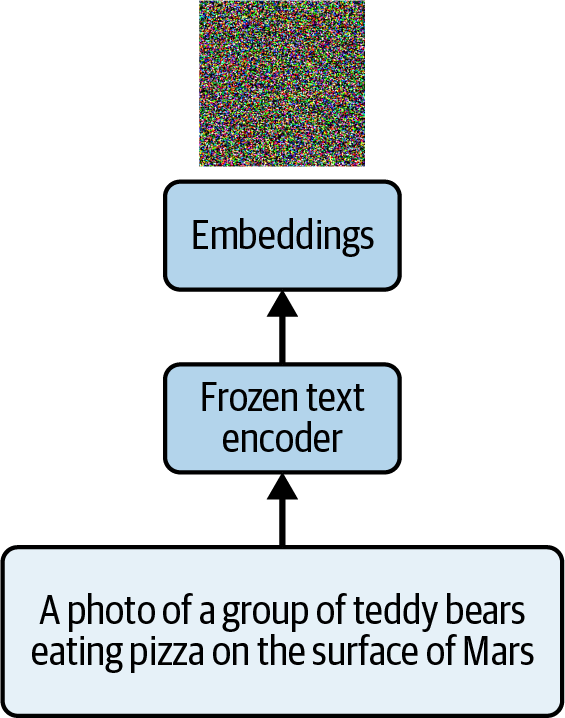 Embeddings
Frozen text
encoder
A photo of a group of teddy bears
eating pizza on the surface of Mars